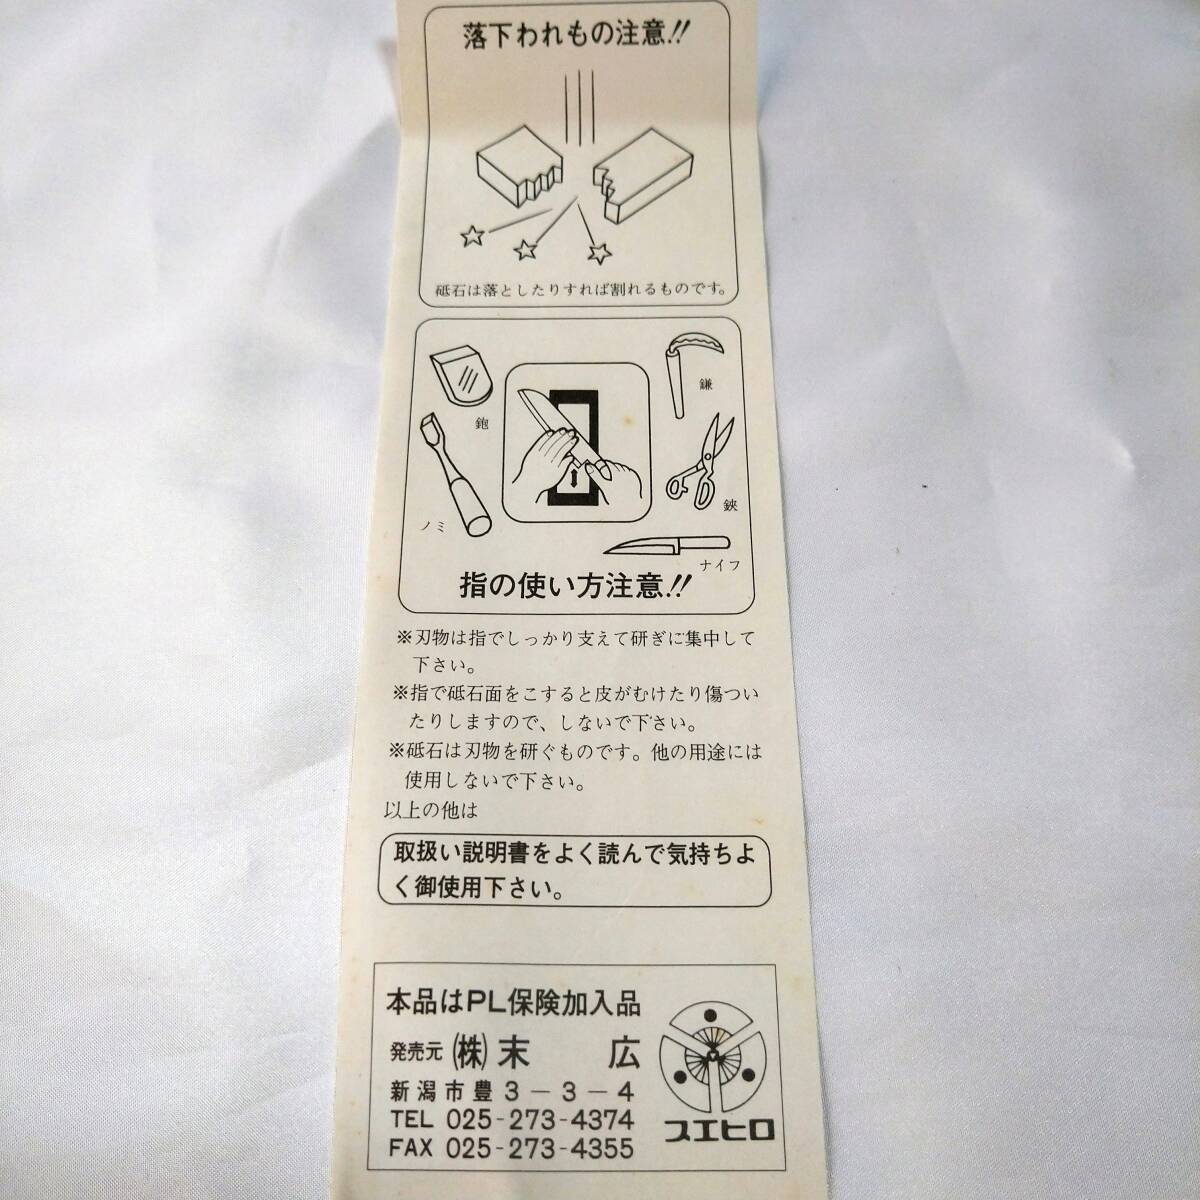 落下われもの注意!!
砥石は落としたりすれば割れるものです。
鉋
鎌
ノミ
鋏
ナイフ
指の使い方注意!!
※刃物は指でしっかり支えて研ぎに集中して
下さい。
※指で砥石面をこすると皮がむけたり傷つい
たりしますので、しないで下さい。
※砥石は刃物を研ぐものです。他の用途には
使用しないで下さい。
以上の他は
取扱い説明書をよく読んで気持ちよ
く御使用下さい。
本品はPL保険加入品
発売元 (株)末 広
新潟市豊3-3-4
TEL 025-273-4374
FAX 025-273-4355
スエヒロ